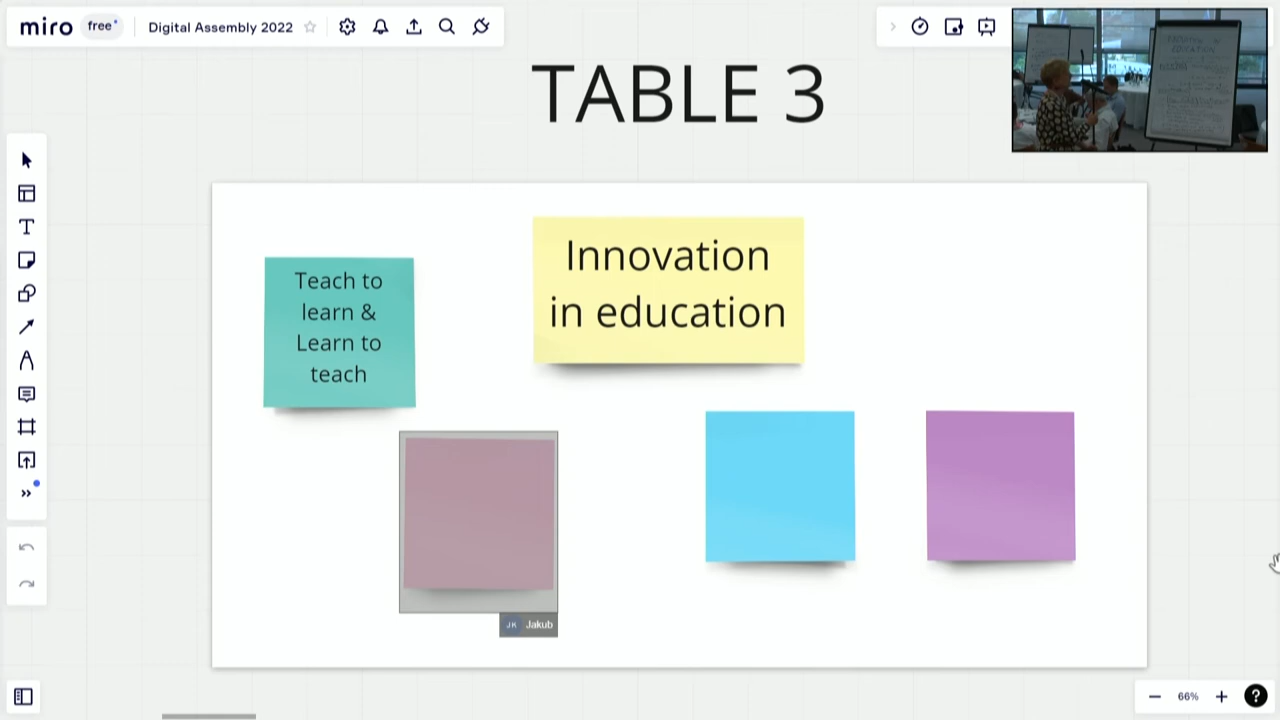 miro free Digital Assembly 2022
TABLE 3
EDUCATION
Innovation
in education
Teach to
learn &
Learn to
teach
JK Jakub
66%